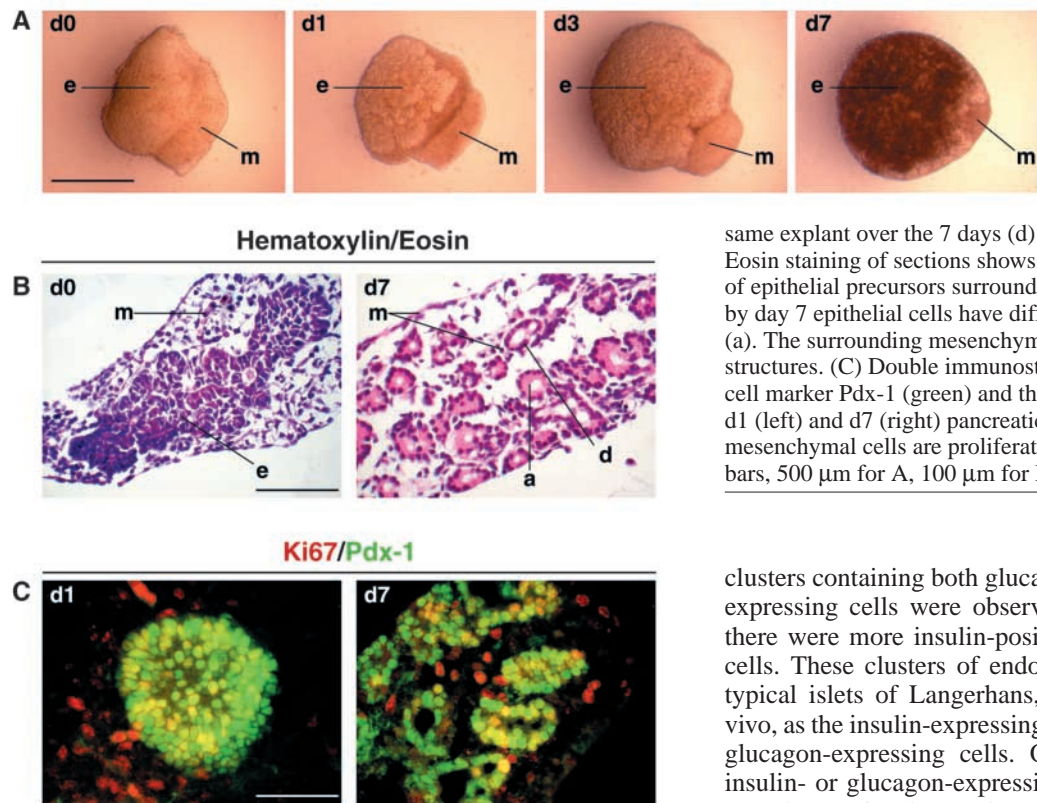 A
d0
e
m
d1
e
m
d3
e
m
d7
e
m
Hematoxylin/Eosin
B
d0
m
e
d7
m
d
a
Ki67/Pdx-1
C
d1
d7
same explant over the 7 days (d)
Eosin staining of sections shows
of epithelial precursors surround
by day 7 epithelial cells have diff
(a). The surrounding mesenchym
structures. (C) Double immunost
cell marker Pdx-1 (green) and th
d1 (left) and d7 (right) pancreatic
mesenchymal cells are proliferat
bars, 500 μm for A, 100 μm for
clusters containing both gluca
expressing cells were observ
there were more insulin-posi
cells. These clusters of endo
typical islets of Langerhans,
vivo, as the insulin-expressing
glucagon-expressing cells.
insulin- or glucagon-expressi